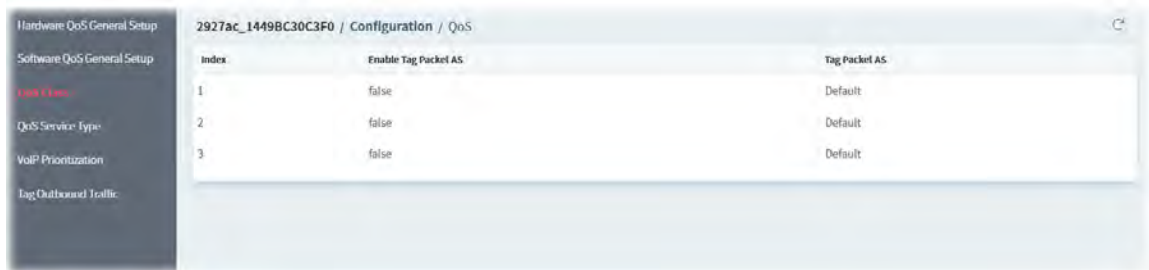 Hardware QoS General Setup
2927ac_1449BC30C3F0 / Configuration / QoS
Software QoS General Setup
Index Enable Tag Packet AS Tag Packet AS
1 false Default
QoS Service Type
2 false Default
VoIP Prioritization
3 false Default
Tag Outbound Traffic